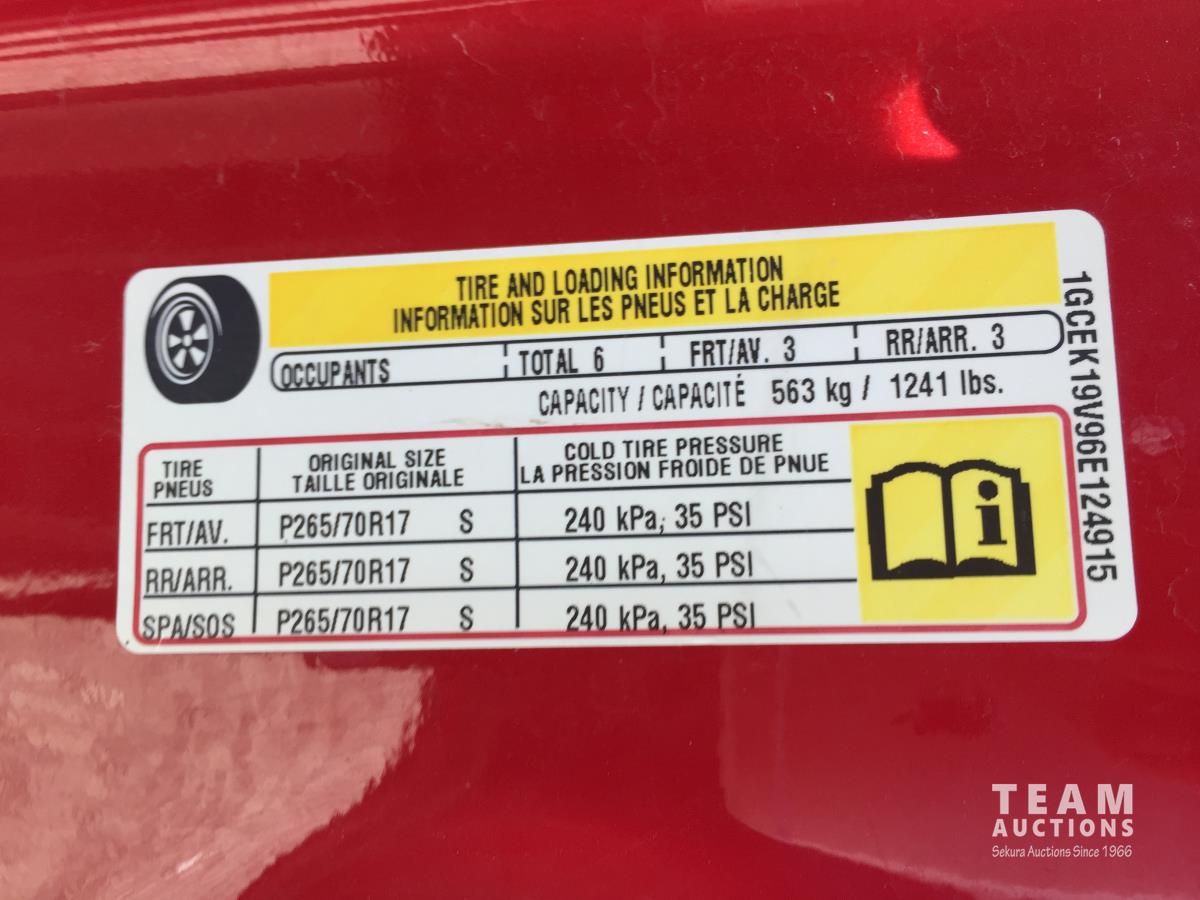 TIRE AND LOADING INFORMATION
INFORMATION SUR LES PNEUS ET LA CHARGE
OCCUPANTS TOTAL 6 FRT/AV. 3 RR/ARR. 3
CAPACITY / CAPACITÉ 563 kg / 1241 lbs.
TIRE
PNEUS
ORIGINAL SIZE
TAILLE ORIGINALE
COLD TIRE PRESSURE
LA PRESSION FROIDE DE PNUE
FRT/AV. P265/70R17 S 240 kPa, 35 PSI
RR/ARR. P265/70R17 S 240 kPa, 35 PSI
SPA/SOS P265/70R17 S 240 kPa, 35 PSI
i
1GCEK19V96E124915
TEAM
AUCTIONS
Sekura Auctions Since 1966